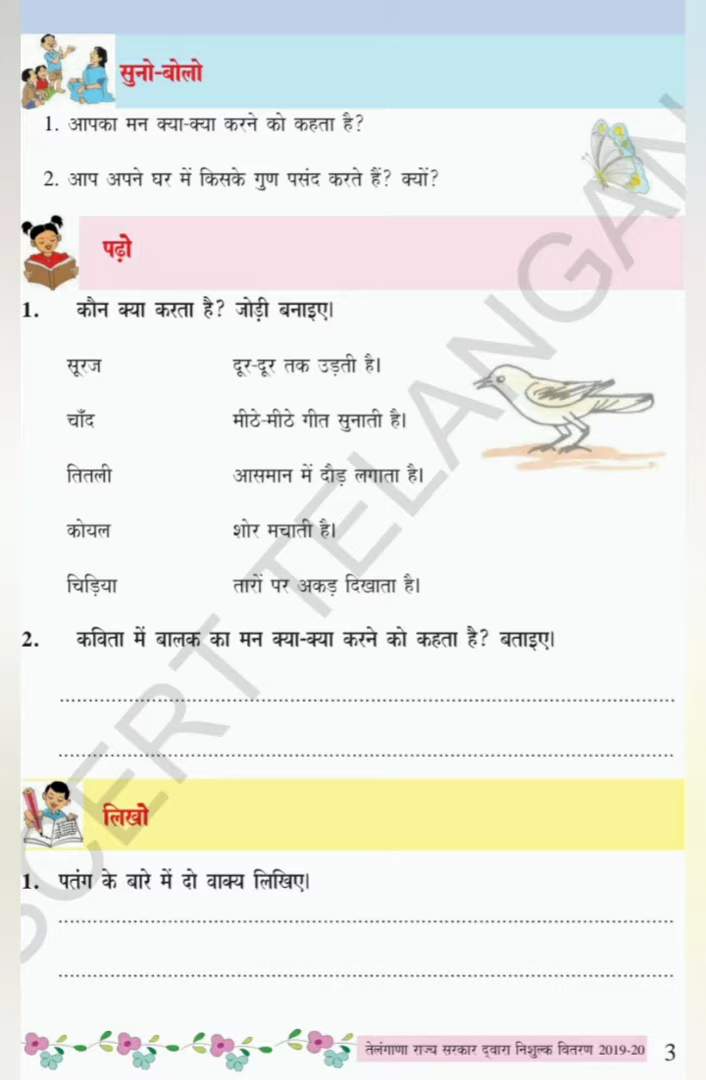 सुनो-बोलो
1. आपका मन क्या-क्या करने को कहता है?
2. आप अपने घर में किसके गुण पसंद करते हैं? क्यों?
पढ़ो
1. कौन क्या करता है? जोड़ी बनाइए।
सूरज दूर-दूर तक उड़ती है।
चाँद मीठे-मीठे गीत सुनाती है।
तितली आसमान में दौड़ लगाता है।
कोयल शोर मचाती है।
चिड़िया तारों पर अकड़ दिखाता है।
2. कविता में बालक का मन क्या-क्या करने को कहता है? बताइए।
लिखो
1. पतंग के बारे में दो वाक्य लिखिए।
तेलंगाणा राज्य सरकार द्वारा निशुल्क वितरण 2019-20 3
SCERT TELANGAN